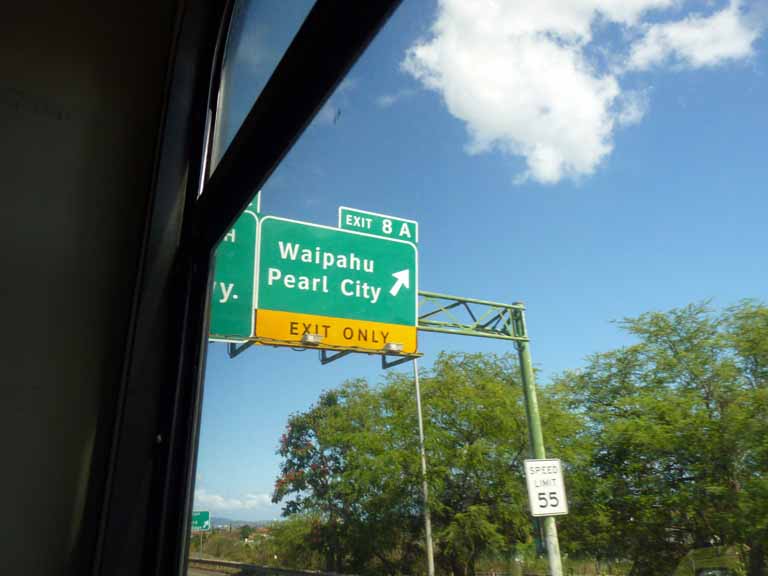 EXIT 8 A
Waipahu
Pearl City
EXIT ONLY
y.
SPEED
LIMIT
55